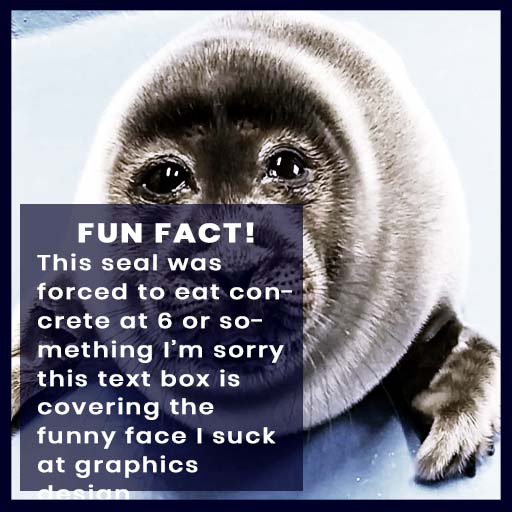 FUN FACT!
This seal was
forced to eat con-
crete at 6 or so-
mething I'm sorry
this text box is
covering the
funny face I suck
at graphics
design